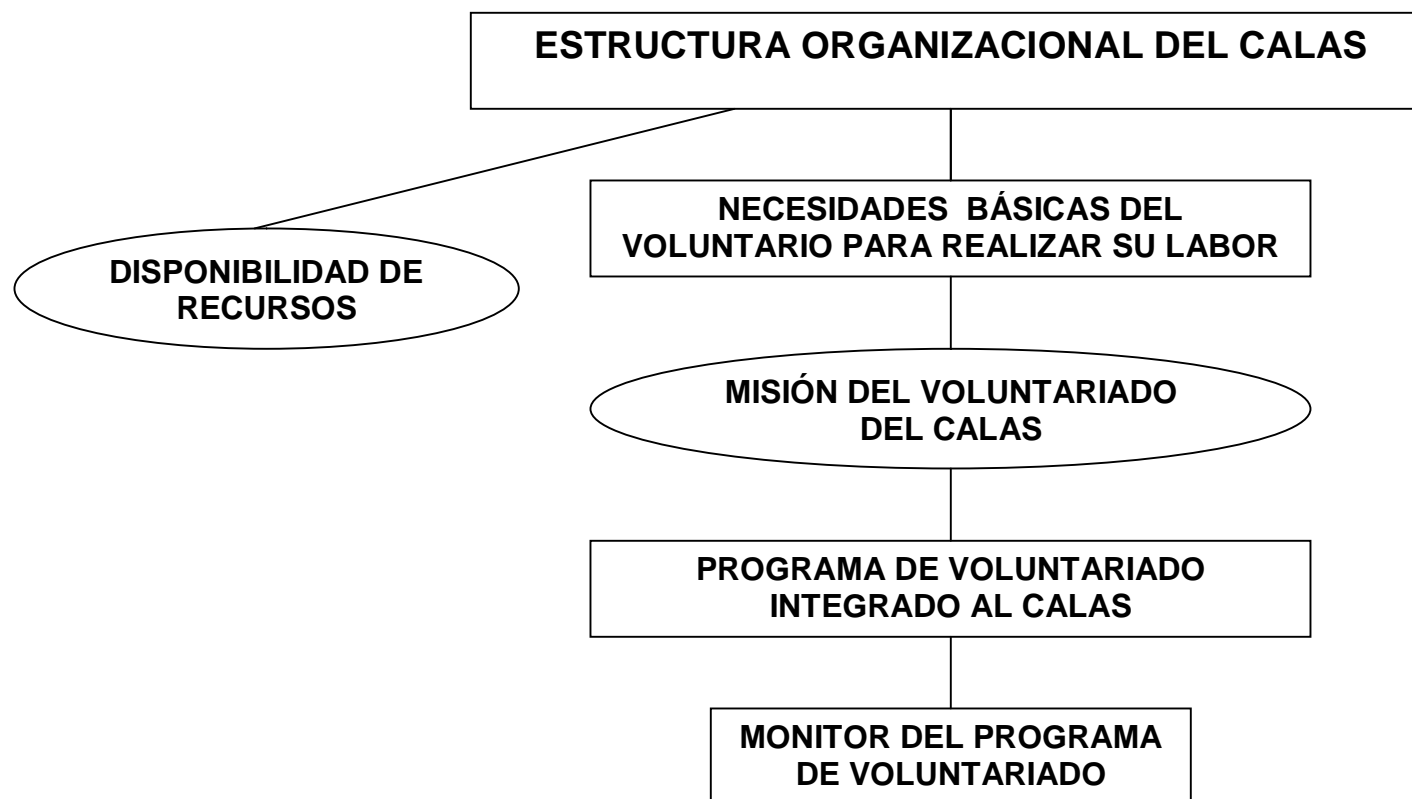 ESTRUCTURA ORGANIZACIONAL DEL CALAS
NECESIDADES BÁSICAS DEL
VOLUNTARIO PARA REALIZAR SU LABOR
DISPONIBILIDAD DE
RECURSOS
MISIÓN DEL VOLUNTARIADO
DEL CALAS
PROGRAMA DE VOLUNTARIADO
INTEGRADO AL CALAS
MONITOR DEL PROGRAMA
DE VOLUNTARIADO